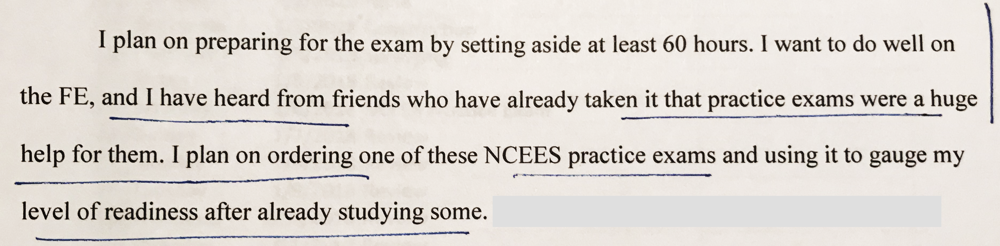 I plan on preparing for the exam by setting aside at least 60 hours. I want to do well on
the FE, and I have heard from friends who have already taken it that practice exams were a huge
help for them. I plan on ordering one of these NCEES practice exams and using it to gauge my
level of readiness after already studying some.